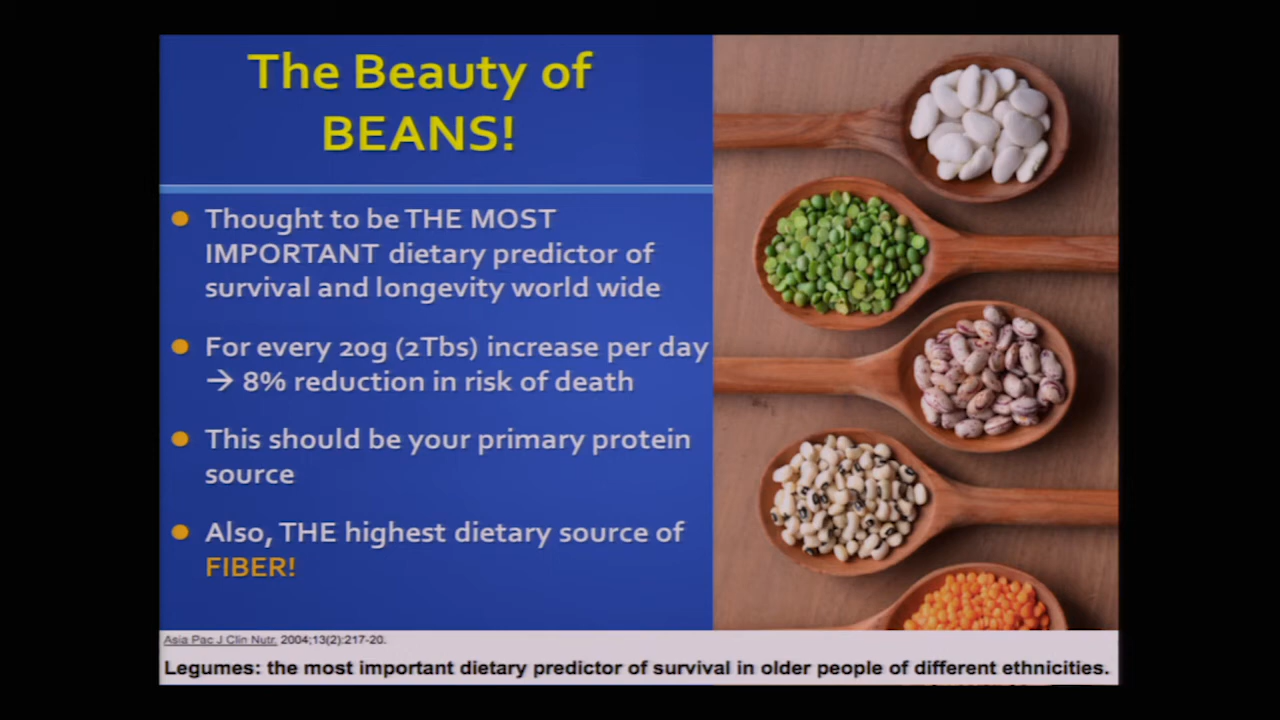 The Beauty of
BEANS!
Thought to be THE MOST
IMPORTANT dietary predictor of
survival and longevity world wide
For every 20g (2Tbs) increase per day
→ 8% reduction in risk of death
This should be your primary protein
source
Also, THE highest dietary source of
FIBER!
Asia Pac J Clin Nutr. 2004;13(2):217-20.
Legumes: the most important dietary predictor of survival in older people of different ethnicities.